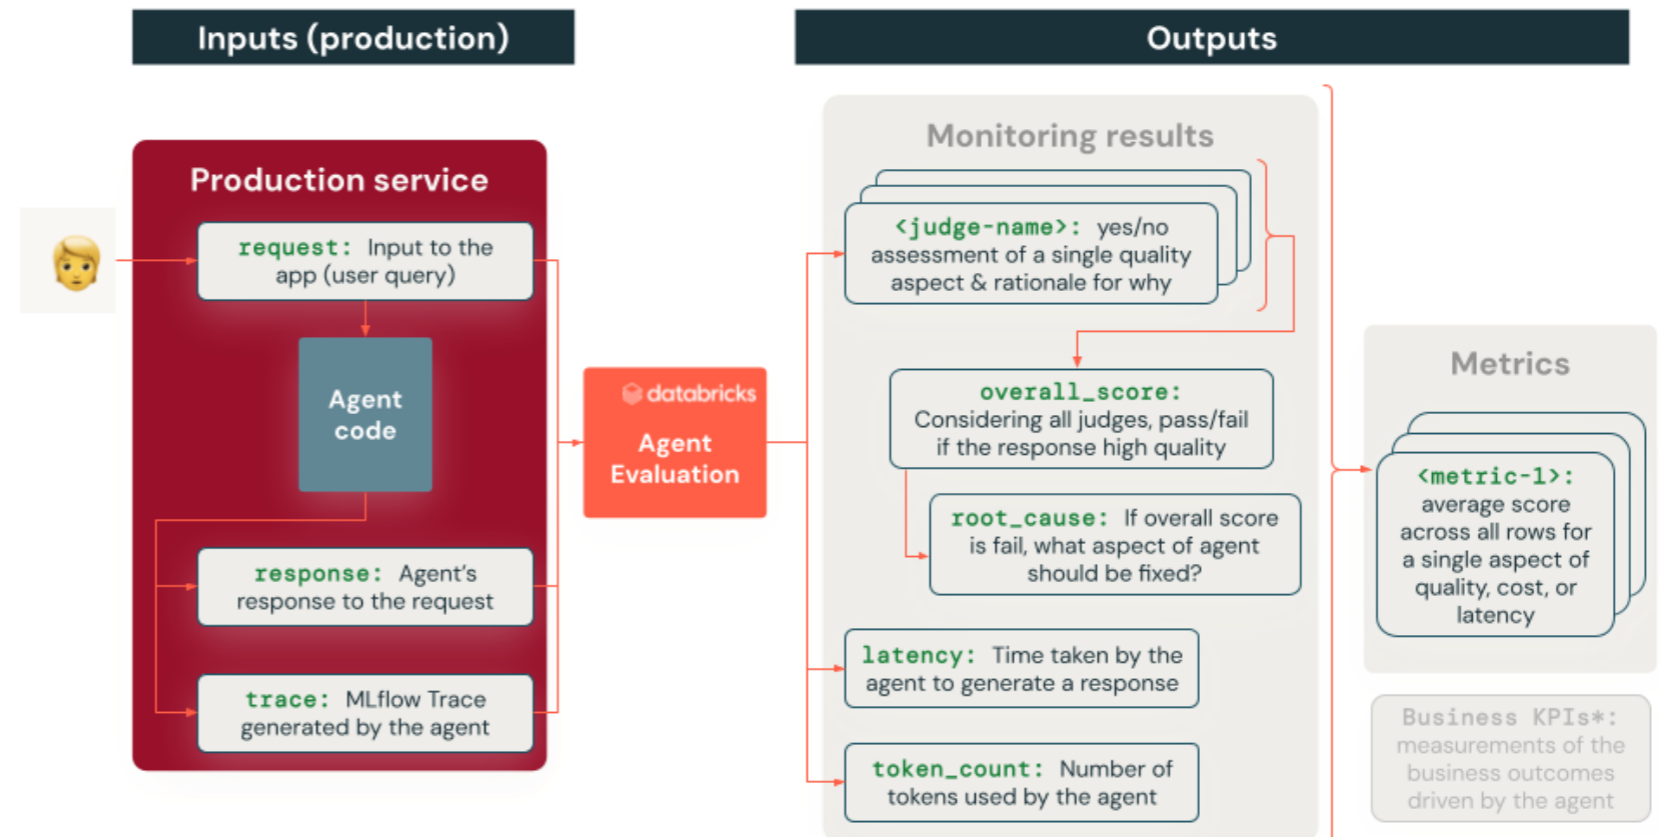 Inputs (production)
Outputs
Production service
request: Input to the
app (user query)
Agent
code
response: Agent's
response to the request
trace: MLflow Trace
generated by the agent
databricks
Agent
Evaluation
Monitoring results
<judge-name>: yes/no
assessment of a single quality
aspect & rationale for why
overall_score:
Considering all judges, pass/fail
if the response high quality
root_cause: If overall score
is fail, what aspect of agent
should be fixed?
latency: Time taken by the
agent to generate a response
token_count: Number of
tokens used by the agent
Metrics
<metric-1>:
average score
across all rows for
a single aspect of
quality, cost, or
latency
Business KPIs*:
measurements of the
business outcomes
driven by the agent